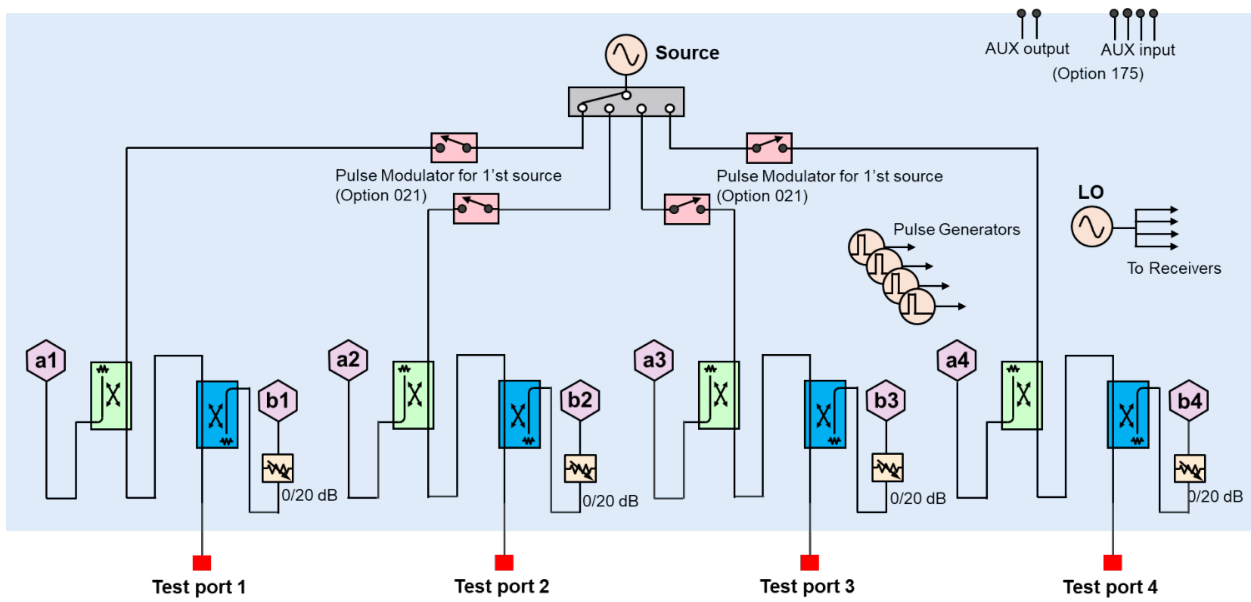 Source
AUX output
AUX input
(Option 175)
Pulse Modulator for 1'st source
(Option 021)
Pulse Modulator for 1'st source
(Option 021)
LO
Pulse Generators
To Receivers
a1
b1
a2
b2
a3
b3
a4
b4
0/20 dB
0/20 dB
0/20 dB
0/20 dB
Test port 1
Test port 2
Test port 3
Test port 4